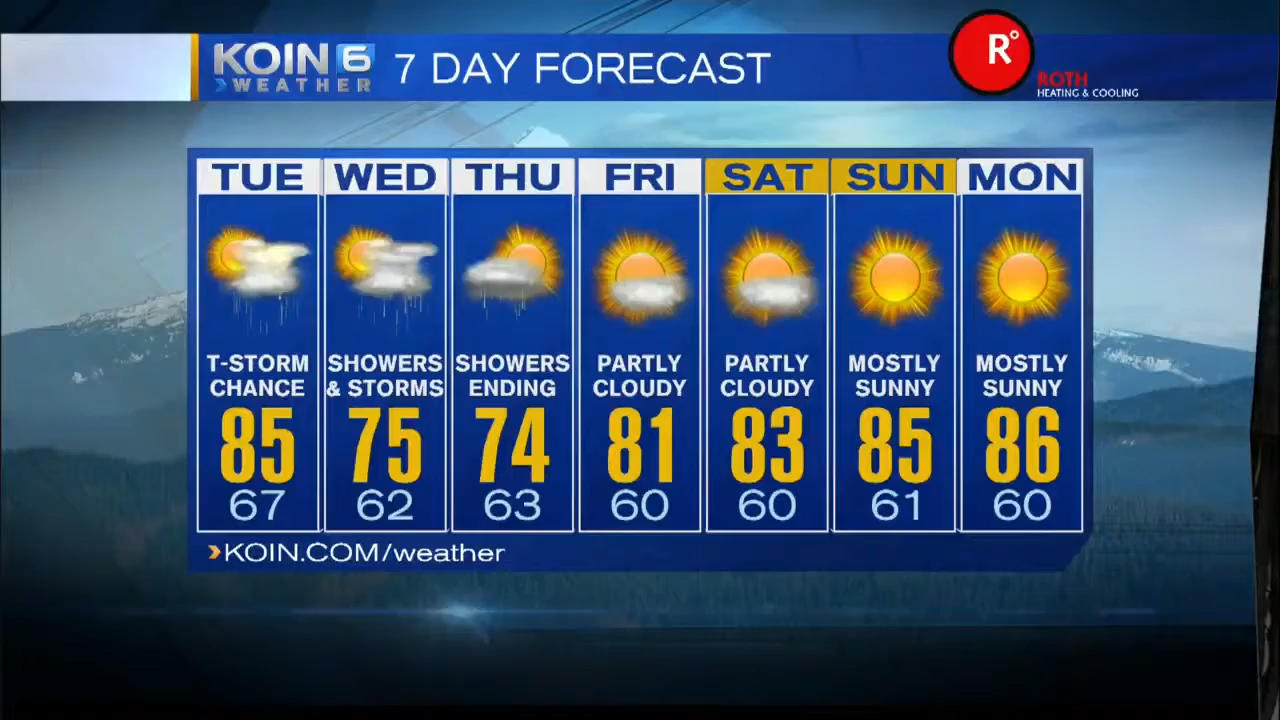 KOIN 6
WEATHER
7 DAY FORECAST
R°
ROTH
HEATING & COOLING
TUE WED THU FRI SAT SUN MON
T-STORM CHANCE
SHOWERS & STORMS
SHOWERS ENDING
PARTLY CLOUDY
PARTLY CLOUDY
MOSTLY SUNNY
MOSTLY SUNNY
85 75 74 81 83 85 86
67 62 63 60 60 61 60
KOIN.COM/weather